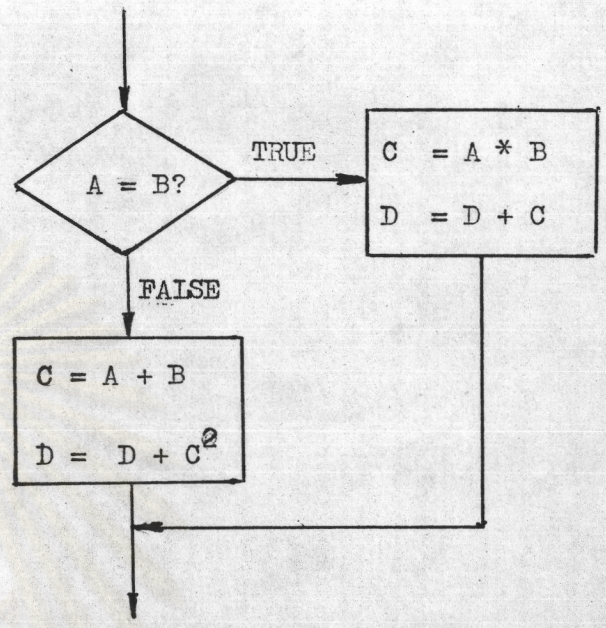 A = B?
TRUE
C = A * B
D = D + C
FALSE
C = A + B
D = D + C²